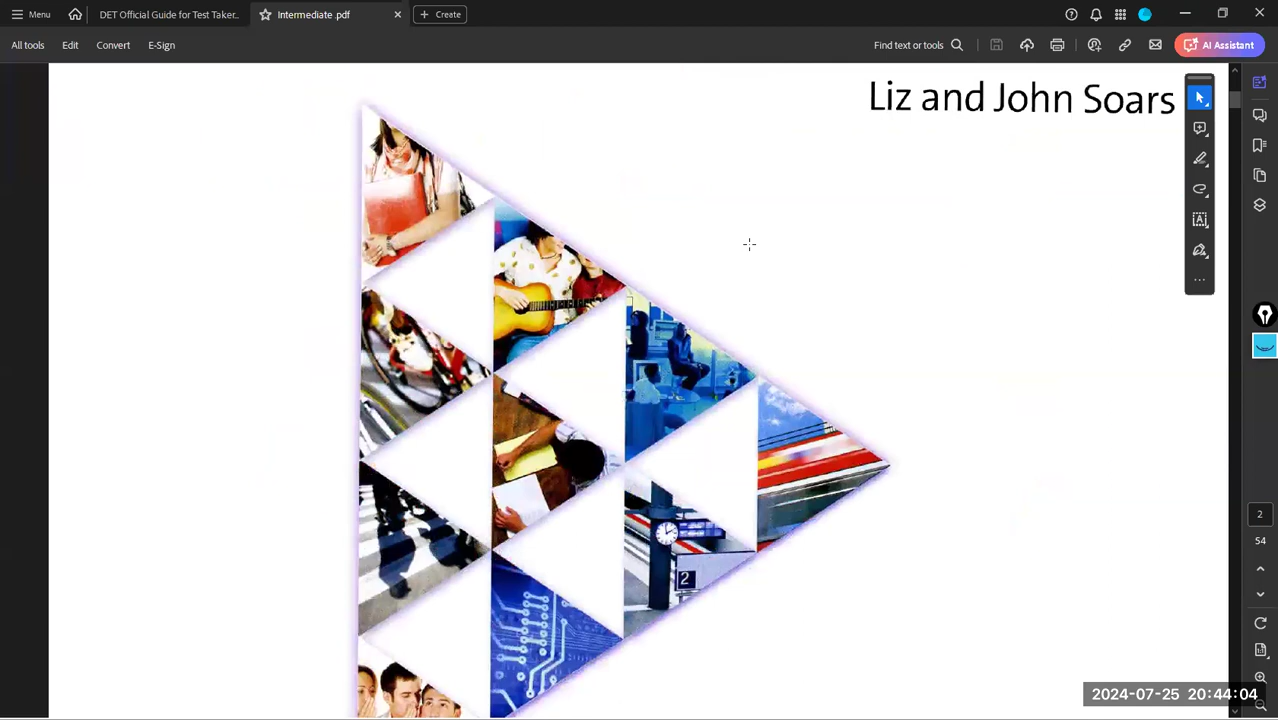 Menu DET Official Guide for Test Taker... Intermediate .pdf Create
All tools Edit Convert E-Sign Find text or tools AI Assistant
Liz and John Soars
2
2
54
2024-07-25 20:44:04